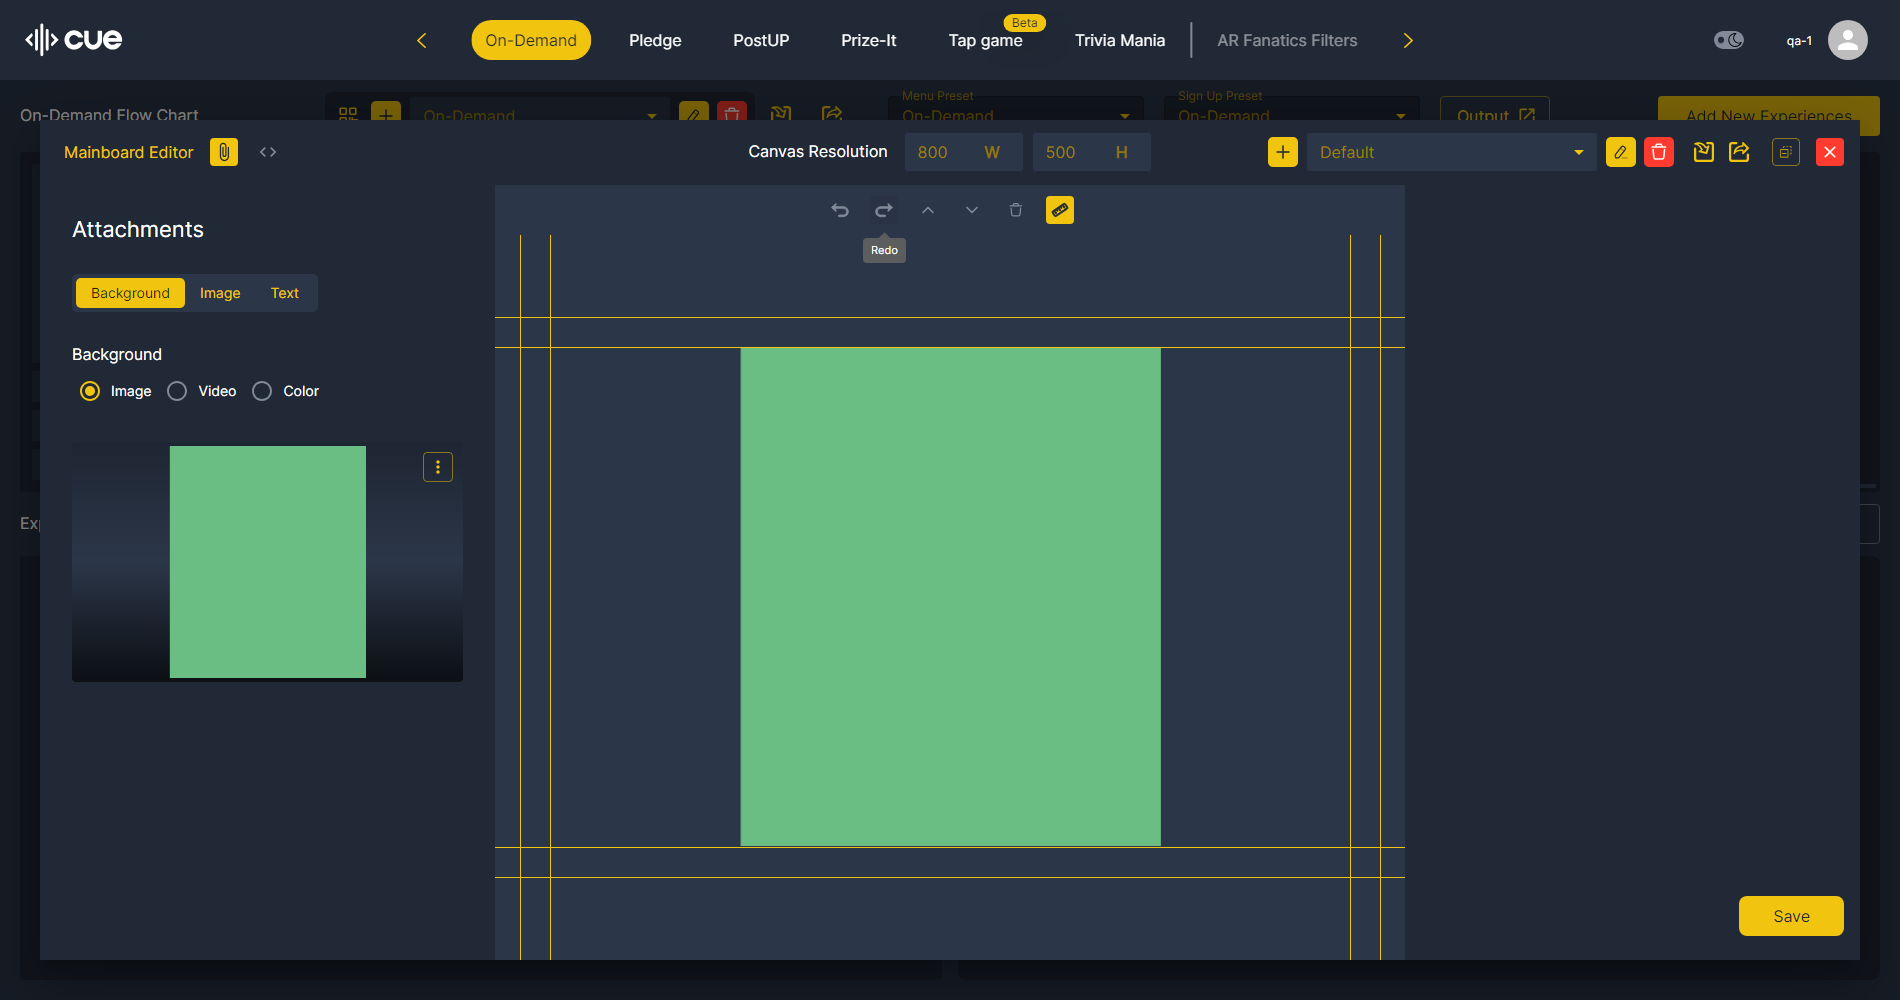 cue
On-Demand
Pledge
PostUP
Prize-It
Tap game
Beta
Trivia Mania
AR Fanatics Filters
qa-1
On-Demand Flow Chart
On-Demand
Menu Preset
On-Demand
Sign Up Preset
On-Demand
Output
Add New Experiences
Mainboard Editor
Canvas Resolution
800 W
500 H
Default
Attachments
Redo
Background
Image
Text
Background
Image
Video
Color
Save